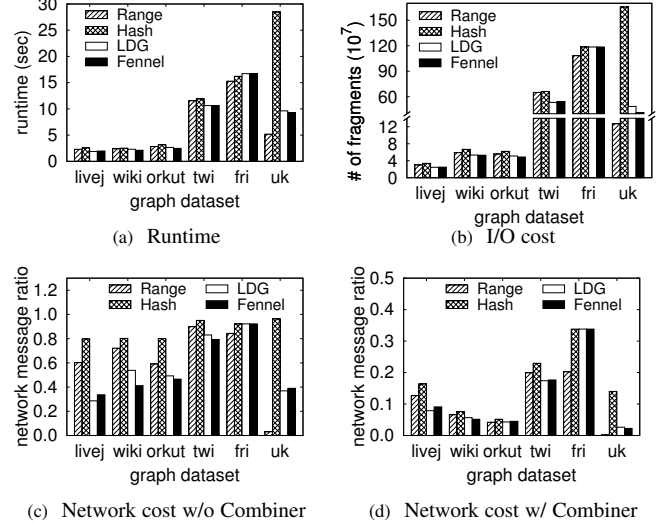 30
25
20
15
10
5
0
runtime (sec)
Range
Hash
LDG
Fennel
livej wiki orkut twi fri uk
graph dataset
(a) Runtime
150
120
90
60
12
8
4
0
# of fragments (10^7)
Range
Hash
LDG
Fennel
livej wiki orkut twi fri uk
graph dataset
(b) I/O cost
1.2
1.0
0.8
0.6
0.4
0.2
0.0
network message ratio
Range LDG
Hash Fennel
livej wiki orkut twi fri uk
graph dataset
(c) Network cost w/o Combiner
0.5
0.4
0.3
0.2
0.1
0.0
network message ratio
Range LDG
Hash Fennel
livej wiki orkut twi fri uk
graph dataset
(d) Network cost w/ Combiner